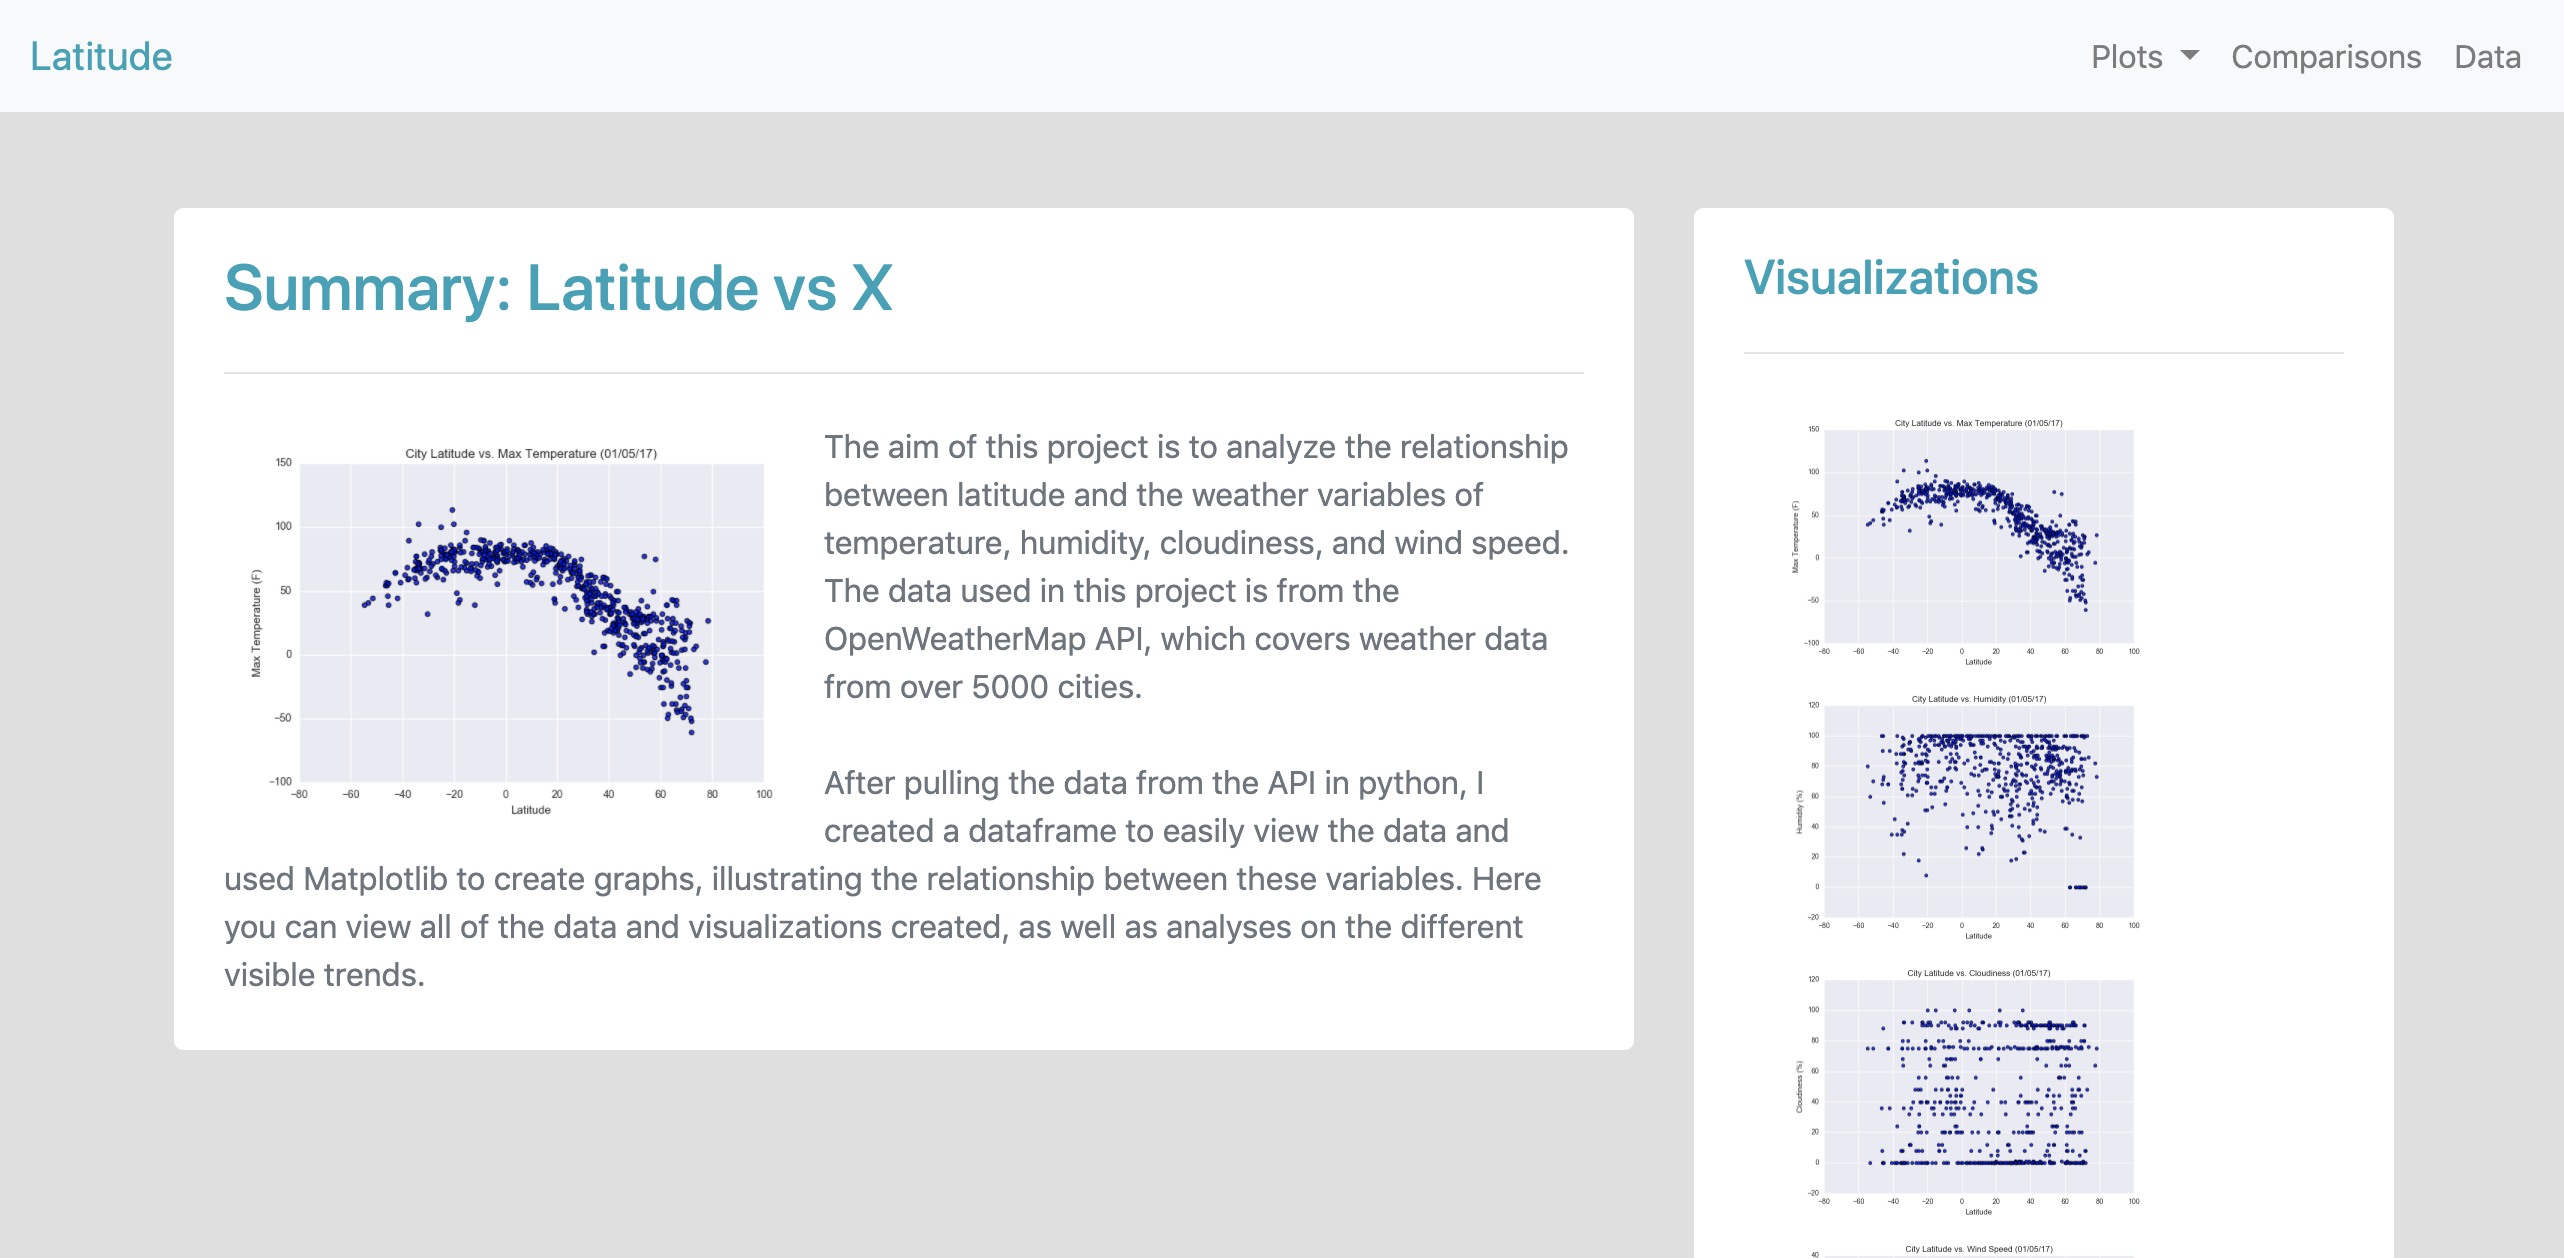 Latitude
Plots
Comparisons
Data
Summary: Latitude vs X
City Latitude vs. Max Temperature (01/05/17)
150
100
50
0
−50
−100
Max Temperature (F)
−80 −60 −40 −20 0 20 40 60 80 100
Latitude
The aim of this project is to analyze the relationship
between latitude and the weather variables of
temperature, humidity, cloudiness, and wind speed.
The data used in this project is from the
OpenWeatherMap API, which covers weather data
from over 5000 cities.
After pulling the data from the API in python, I
created a dataframe to easily view the data and
used Matplotlib to create graphs, illustrating the relationship between these variables. Here
you can view all of the data and visualizations created, as well as analyses on the different
visible trends.
Visualizations
City Latitude vs. Max Temperature (01/05/17)
150
100
50
0
−50
−100
Max Temperature (F)
−80 −60 −40 −20 0 20 40 60 80 100
Latitude
City Latitude vs. Humidity (01/05/17)
120
100
80
60
40
20
0
−20
Humidity (%)
−80 −60 −40 −20 0 20 40 60 80 100
Latitude
City Latitude vs. Cloudiness (01/05/17)
120
100
80
60
40
20
0
−20
Cloudiness (%)
−80 −60 −40 −20 0 20 40 60 80 100
Latitude
City Latitude vs. Wind Speed (01/05/17)
40